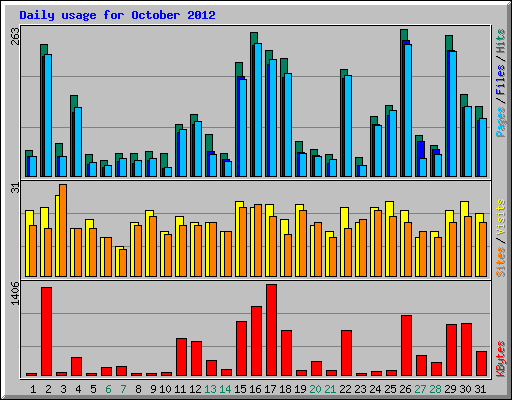 Daily usage for October 2012
263
Pages / Files / Hits
31
Sites / Visits
1406
KBytes
1 2 3 4 5 6 7 8 9 10 11 12 13 14 15 16 17 18 19 20 21 22 23 24 25 26 27 28 29 30 31